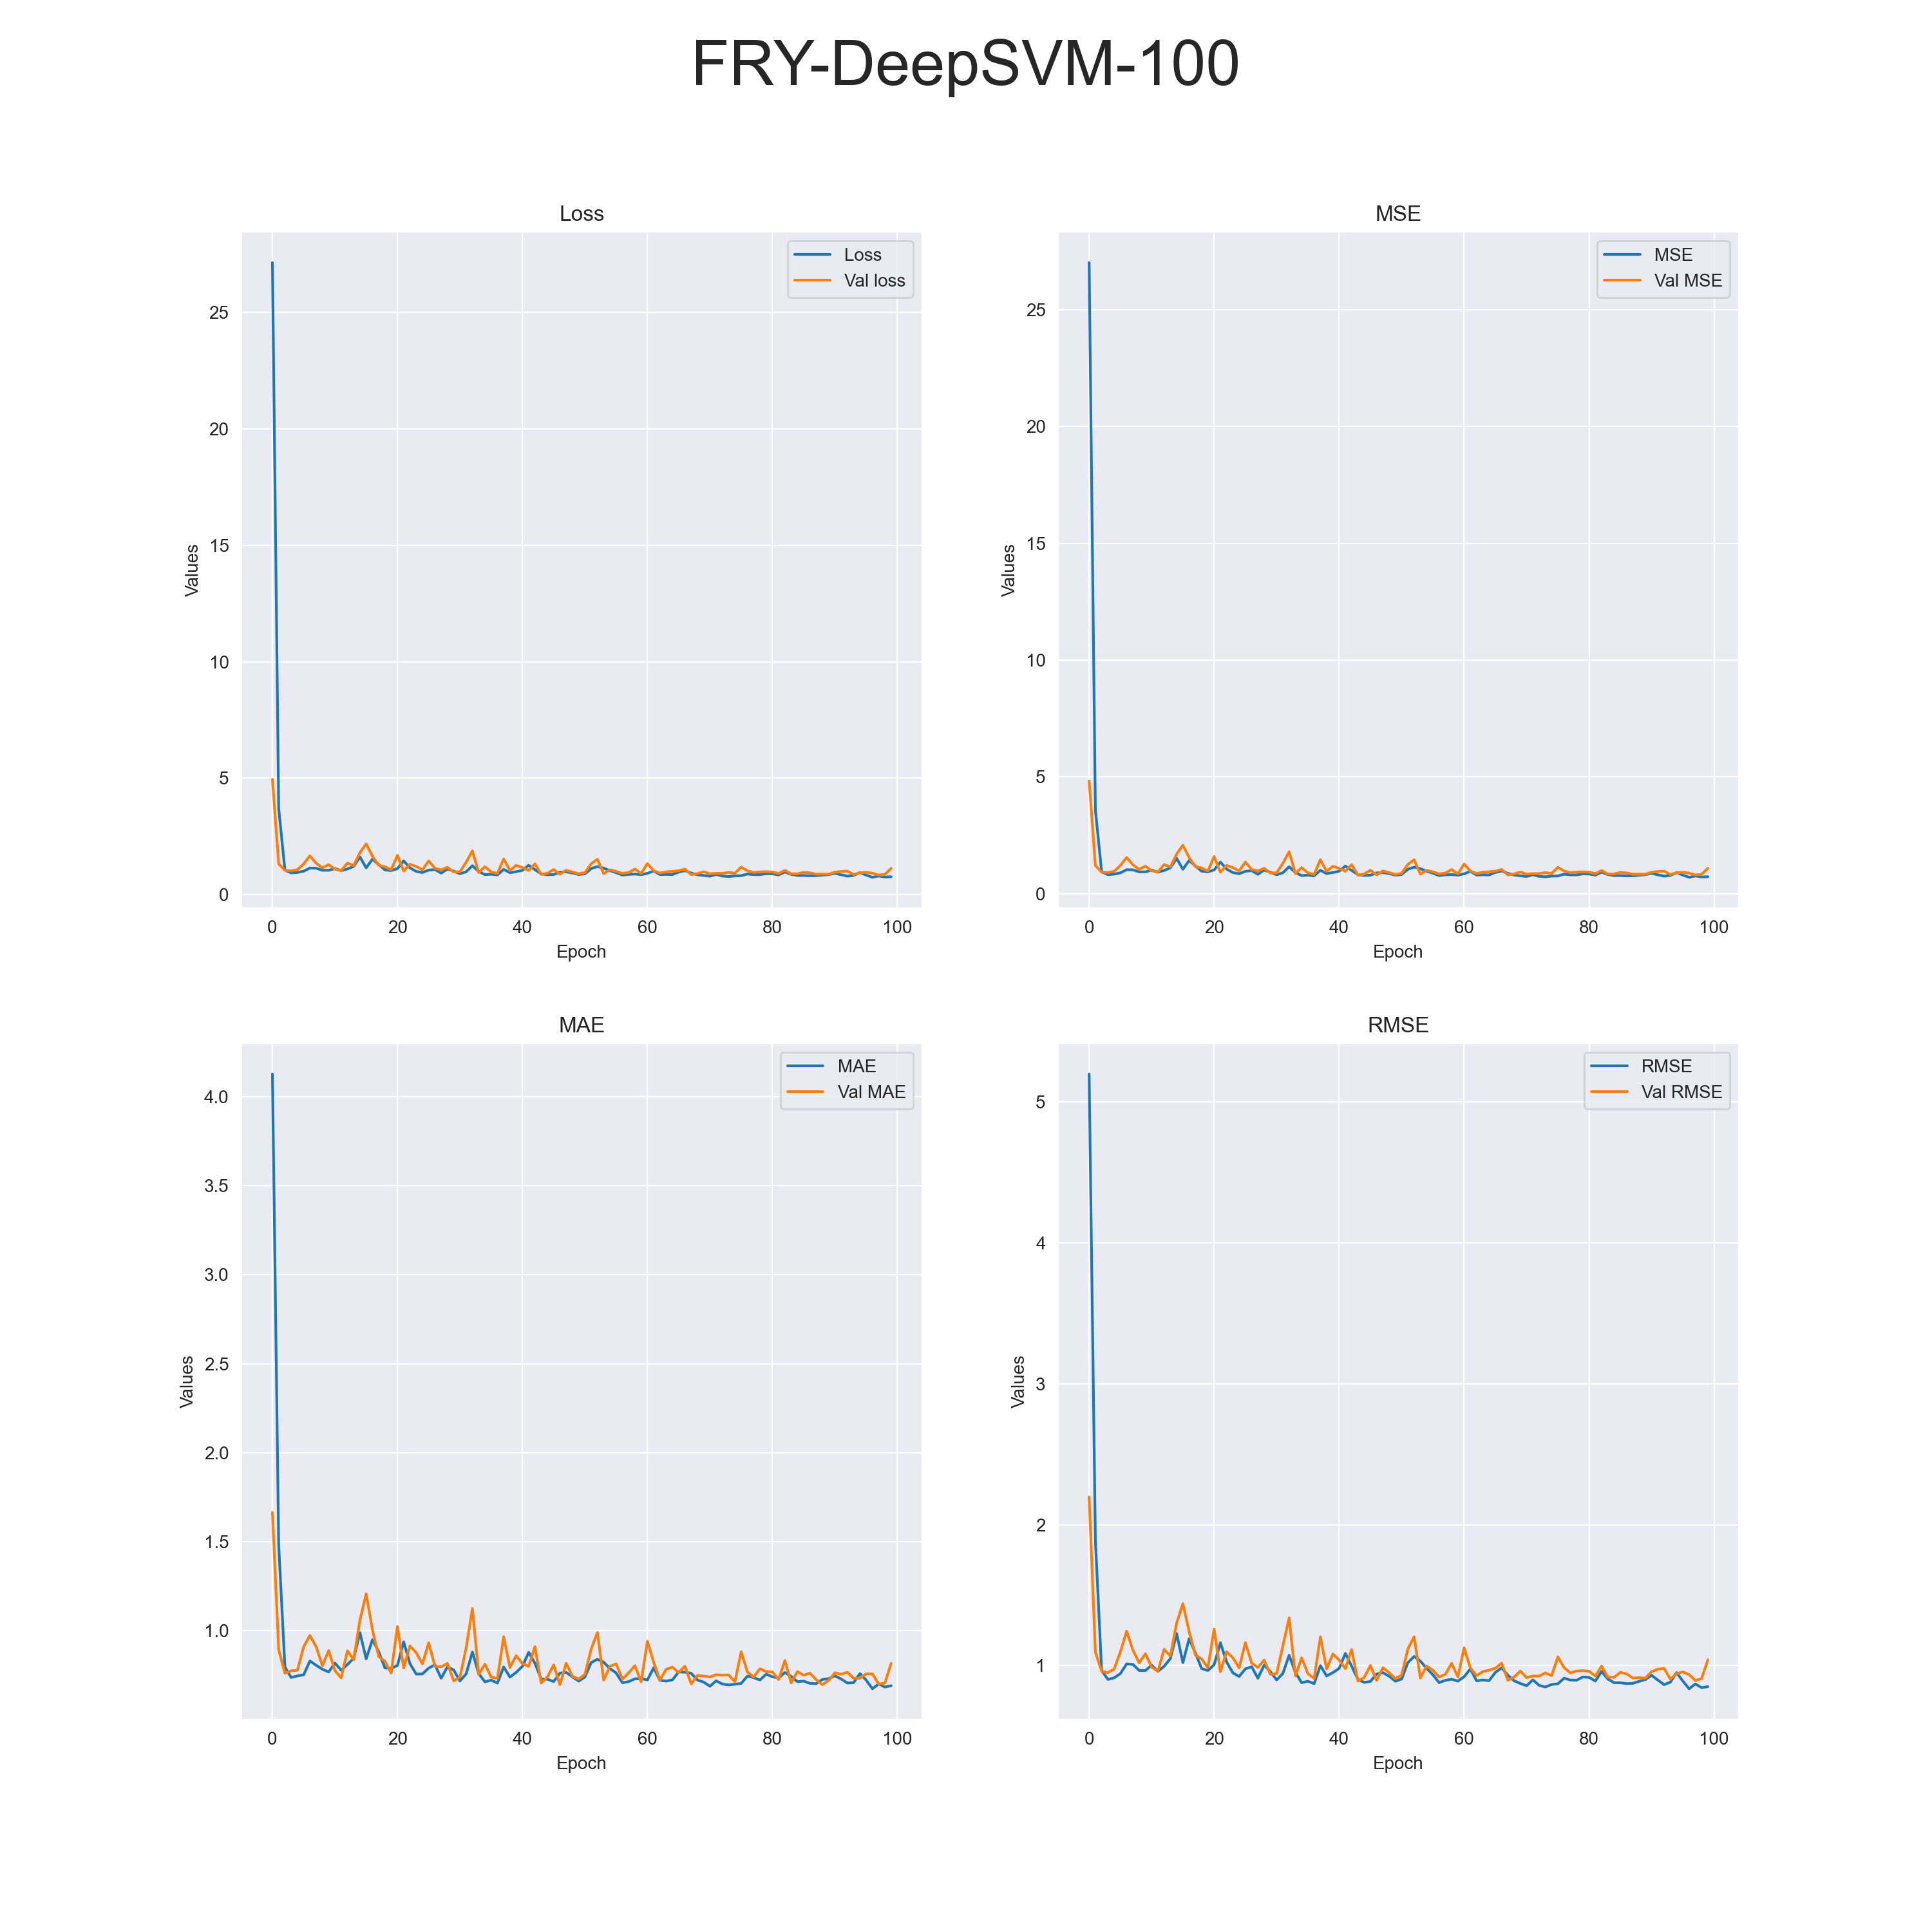 FRY-DeepSVM-100
Loss
Loss
Val loss
25
20
15
10
5
0
Values
0 20 40 60 80 100
Epoch
MSE
MSE
Val MSE
25
20
15
10
5
0
Values
0 20 40 60 80 100
Epoch
MAE
MAE
Val MAE
4.0
3.5
3.0
2.5
2.0
1.5
1.0
Values
0 20 40 60 80 100
Epoch
RMSE
RMSE
Val RMSE
5
4
3
2
1
Values
0 20 40 60 80 100
Epoch